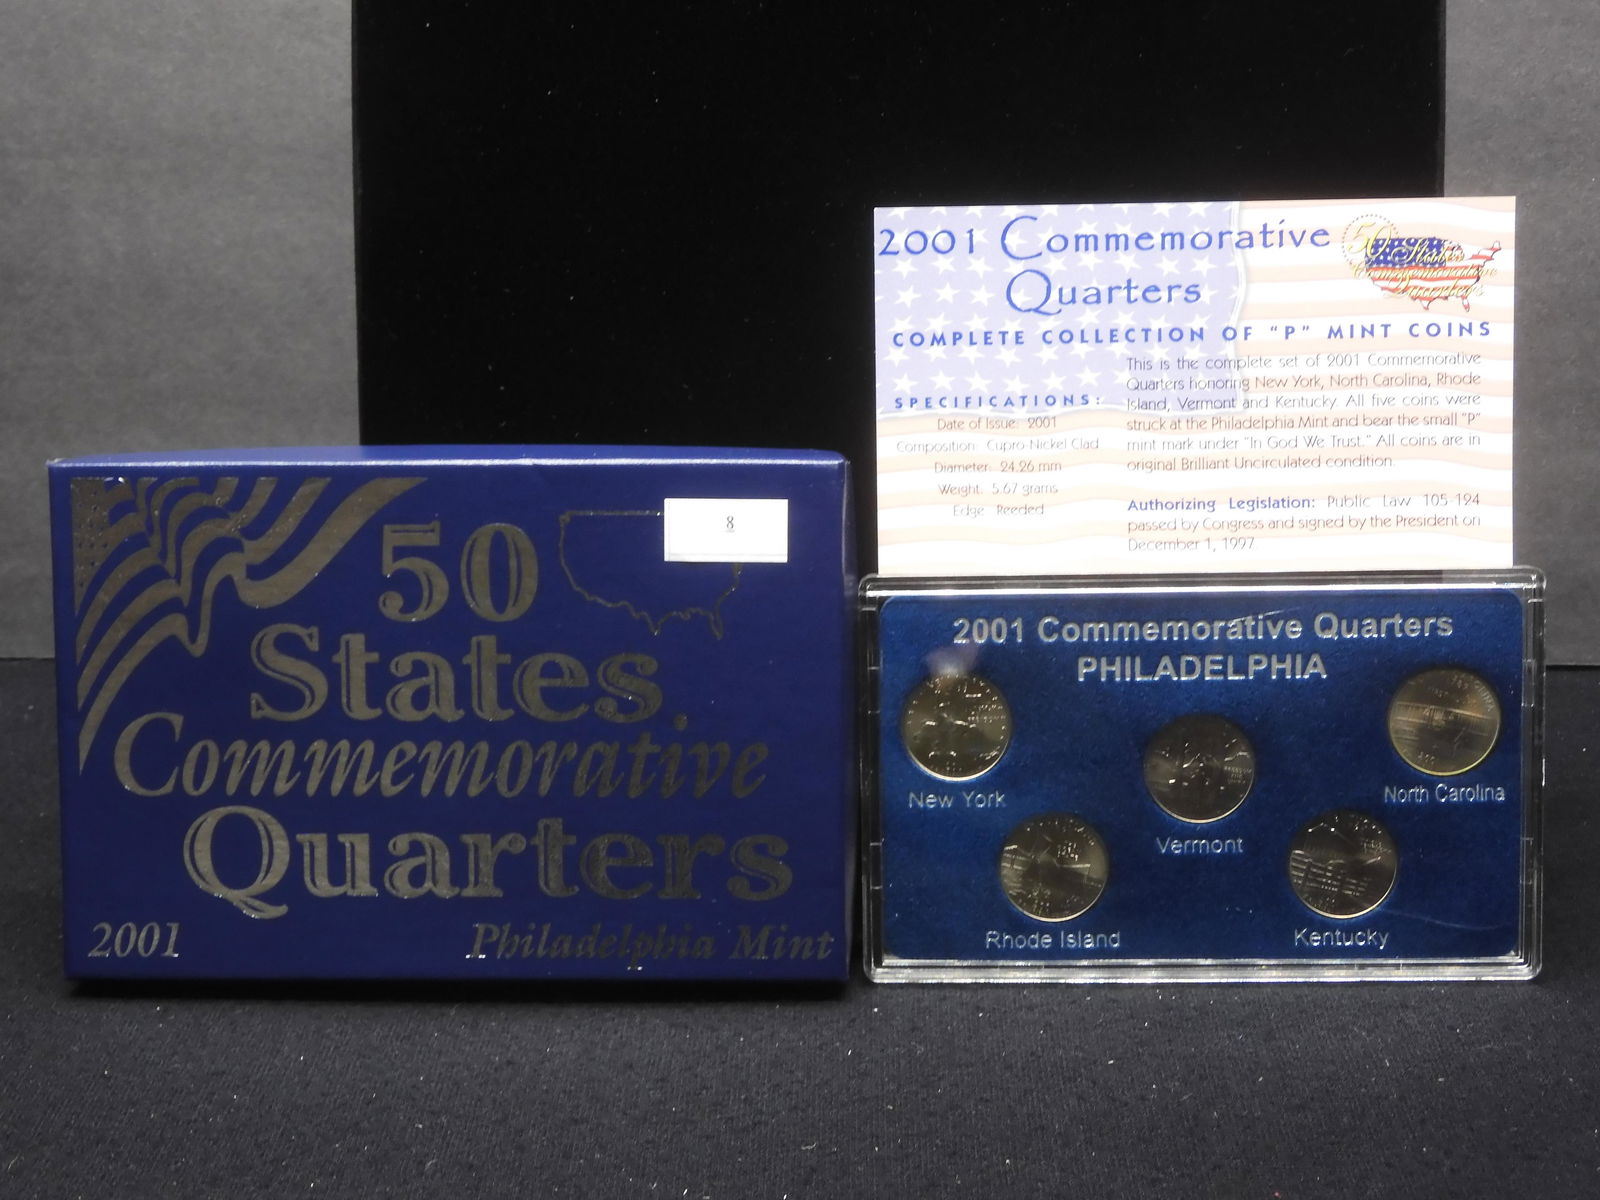 50
States
Commemorative
Quarters
2001 Philadelphia Mint
8
2001 Commemorative
Quarters
50 States
Commemorative
Quarters
COMPLETE COLLECTION OF "P" MINT COINS
SPECIFICATIONS:
Date of Issue: 2001
Composition: Cupro-Nickel Clad
Diameter: 24.26 mm
Weight: 5.67 grams
Edge: Reeded
This is the complete set of 2001 Commemorative
Quarters honoring New York, North Carolina, Rhode
Island, Vermont and Kentucky. All five coins were
struck at the Philadelphia Mint and bear the small "P"
mint mark under "In God We Trust." All coins are in
original Brilliant Uncirculated condition.
Authorizing Legislation: Public Law 105-124
passed by Congress and signed by the President on
December 1, 1997
2001 Commemorative Quarters
PHILADELPHIA
New York
North Carolina
Vermont
Rhode Island
Kentucky